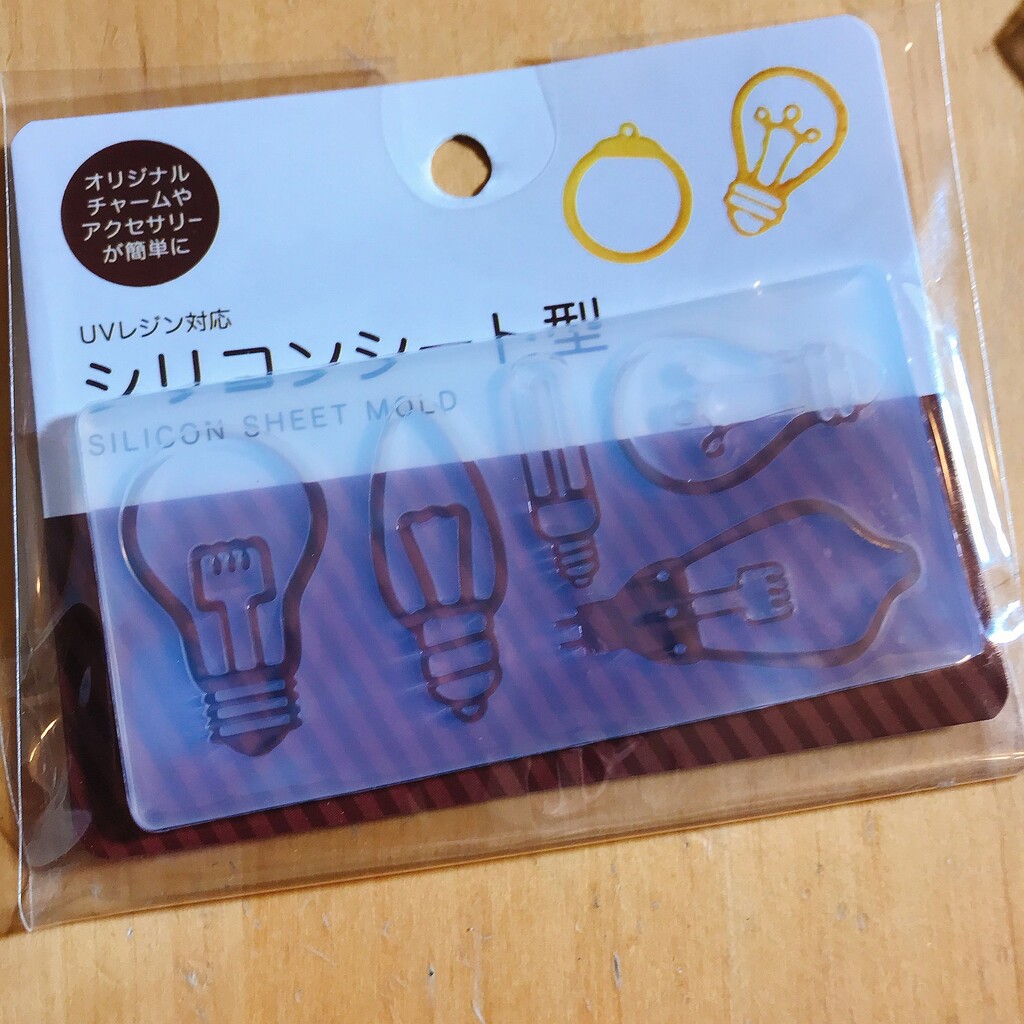 オリジナル
チャームや
アクセサリー
が簡単に
UVレジン対応
シリコンシート型
SILICON SHEET MOLD